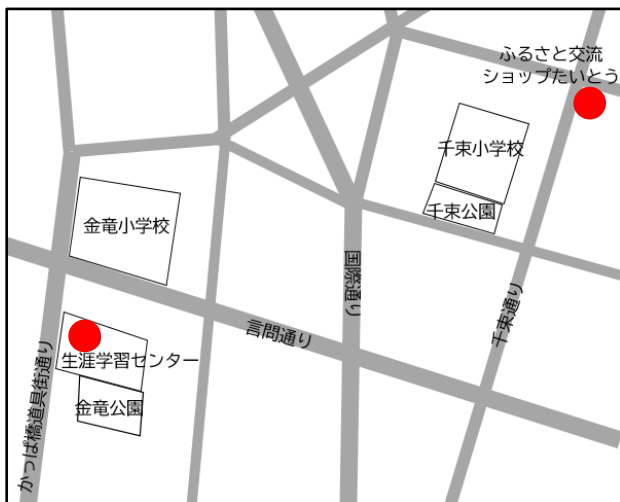 ふるさと交流
ショップたいとう
千束小学校
千束公園
金竜小学校
国際通り
千束通り
言問通り
生涯学習センター
かっぱ橋道具街通り
金竜公園